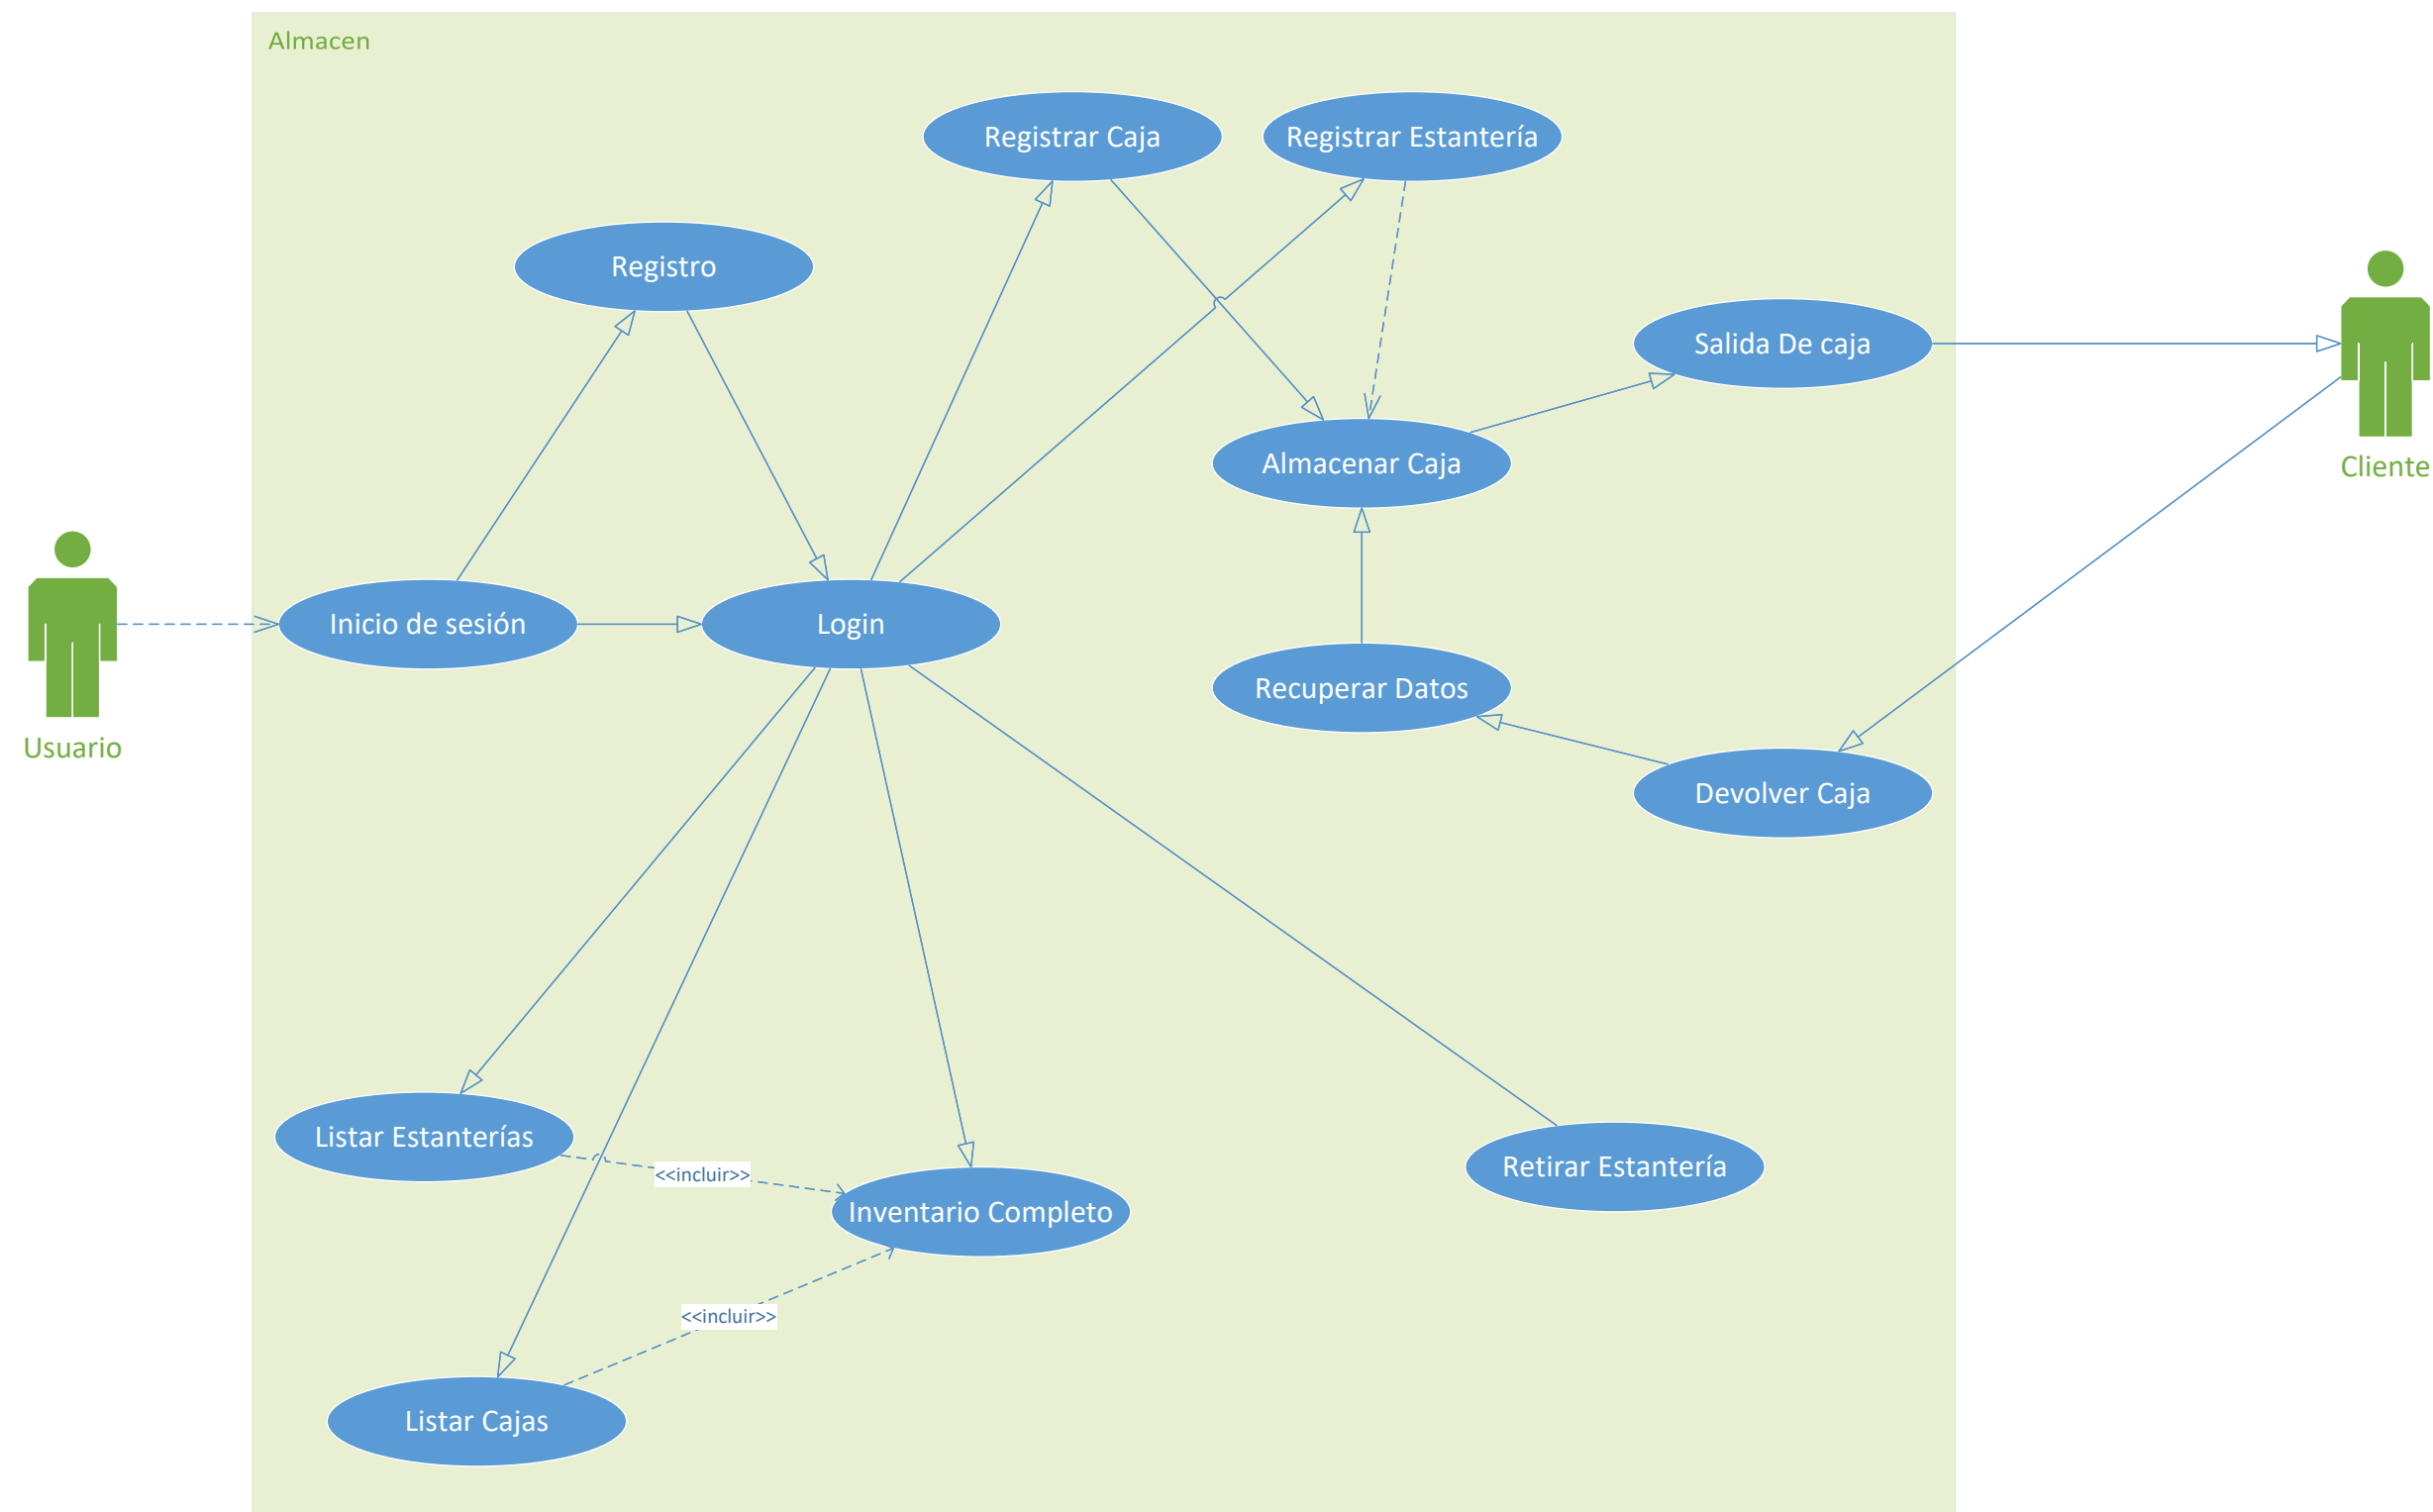 Almacen
Registrar Caja
Registrar Estantería
Registro
Salida De caja
Almacenar Caja
Cliente
Inicio de sesión
Login
Recuperar Datos
Usuario
Devolver Caja
Listar Estanterías
Retirar Estantería
<<incluir>>
Inventario Completo
<<incluir>>
Listar Cajas